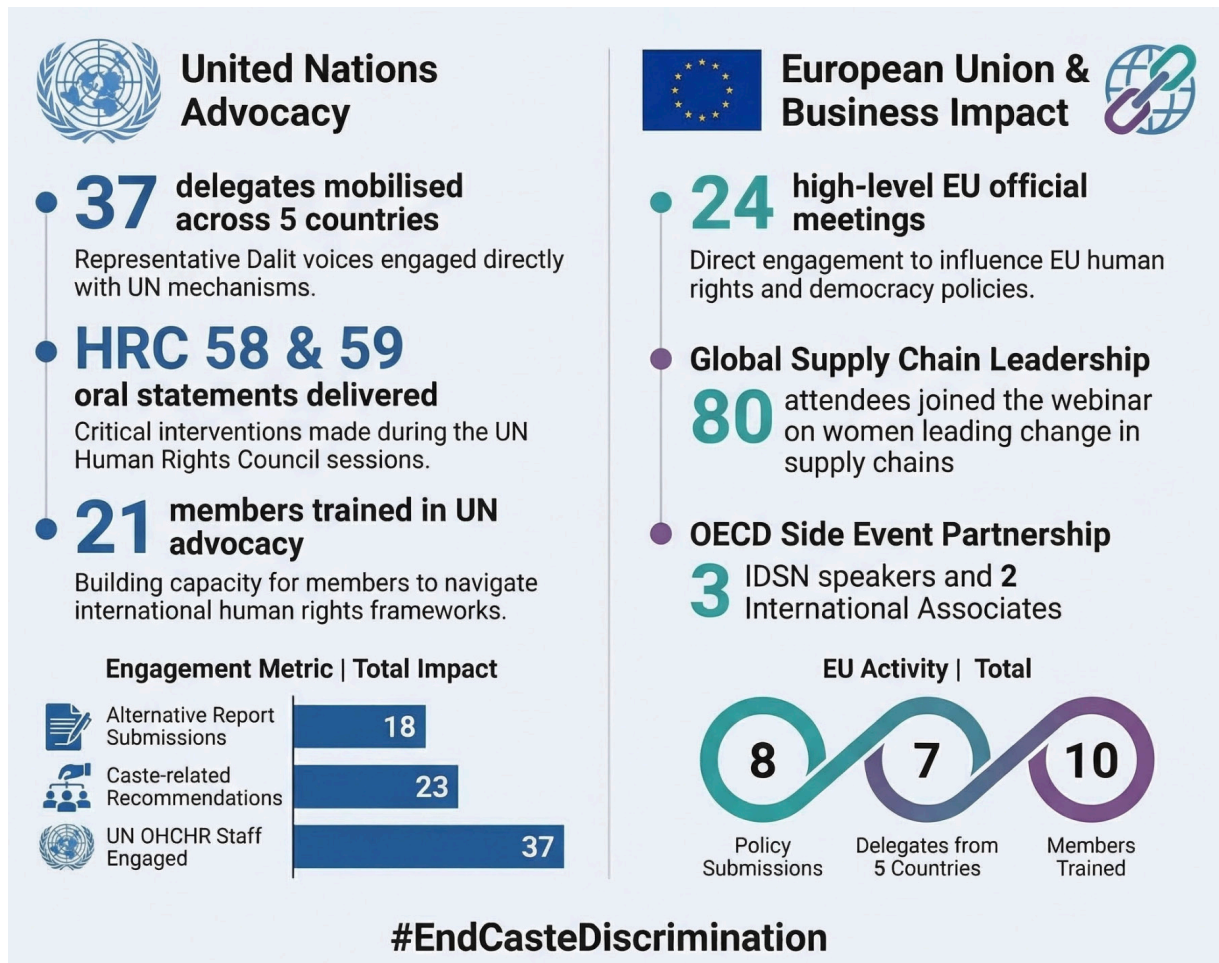 United Nations
Advocacy
37 delegates mobilised
across 5 countries
Representative Dalit voices engaged directly
with UN mechanisms.
HRC 58 & 59
oral statements delivered
Critical interventions made during the UN
Human Rights Council sessions.
21 members trained in UN
advocacy
Building capacity for members to navigate
international human rights frameworks.
Engagement Metric | Total Impact
Alternative Report
Submissions
18
Caste-related
Recommendations
23
UN OHCHR Staff
Engaged
37
European Union &
Business Impact
24 high-level EU official
meetings
Direct engagement to influence EU human
rights and democracy policies.
Global Supply Chain Leadership
80 attendees joined the webinar
on women leading change in
supply chains
OECD Side Event Partnership
3 IDSN speakers and 2
International Associates
EU Activity | Total
8
Policy
Submissions
7
Delegates from
5 Countries
10
Members
Trained
#EndCasteDiscrimination